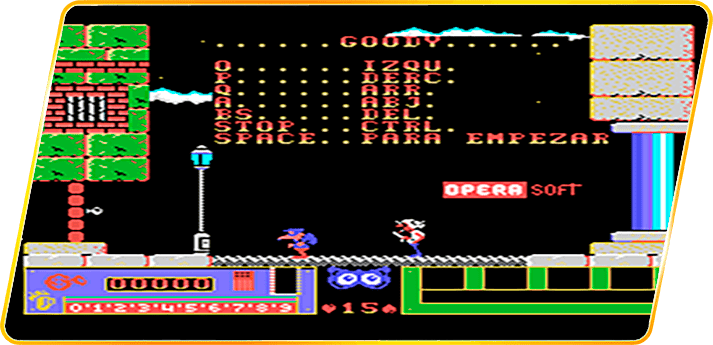 . . . . . . GOODY. . . . . .
O. . . . . . IZQU.
P. . . . . . DERC.
Q. . . . . . ARR.
A. . . . . . ABJ.
BS. . . . . DEL.
STOP. . . CTRL.
SPACE. . PARA EMPEZAR
OPERA SOFT
00000
0'1'2'3'4'5'6'7'8'9
♥15♠